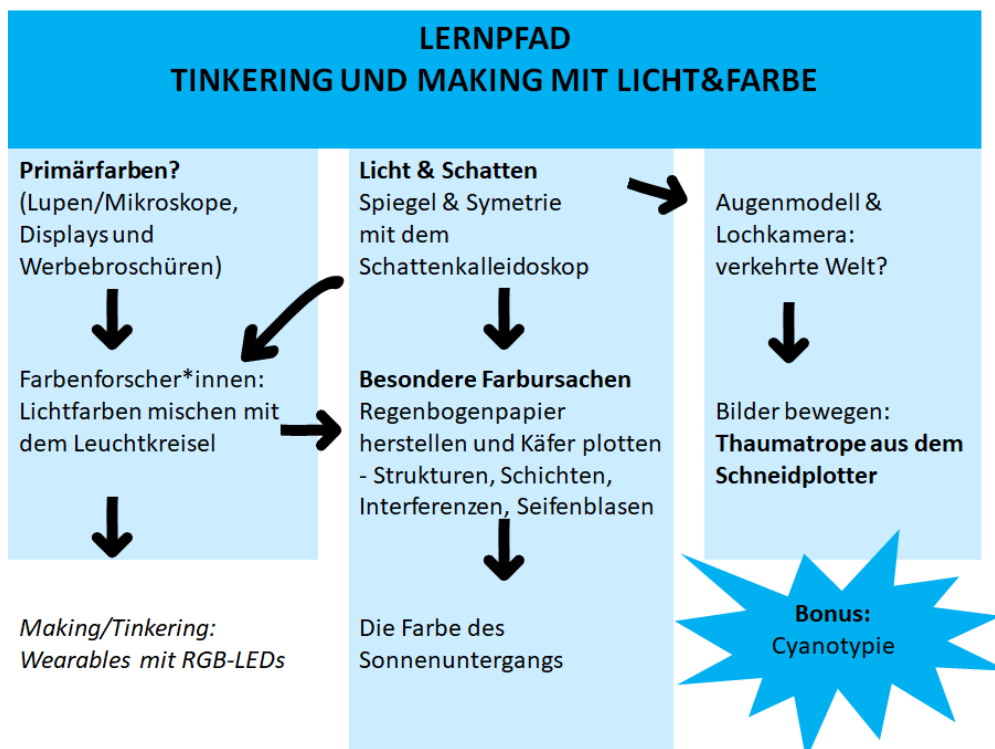 LERNPFAD
TINKERING UND MAKING MIT LICHT&FARBE
Primärfarben?
(Lupen/Mikroskope,
Displays und
Werbebroschüren)
Farbenforscher*innen:
Lichtfarben mischen mit
dem Leuchtkreisel
Making/Tinkering:
Wearables mit RGB-LEDs
Licht & Schatten
Spiegel & Symetrie
mit dem
Schattenkalleidoskop
Besondere Farbursachen
Regenbogenpapier
herstellen und Käfer plotten
- Strukturen, Schichten,
Interferenzen, Seifenblasen
Die Farbe des
Sonnenuntergangs
Augenmodell &
Lochkamera:
verkehrte Welt?
Bilder bewegen:
Thaumatrope aus dem
Schneidplotter
Bonus:
Cyanotypie